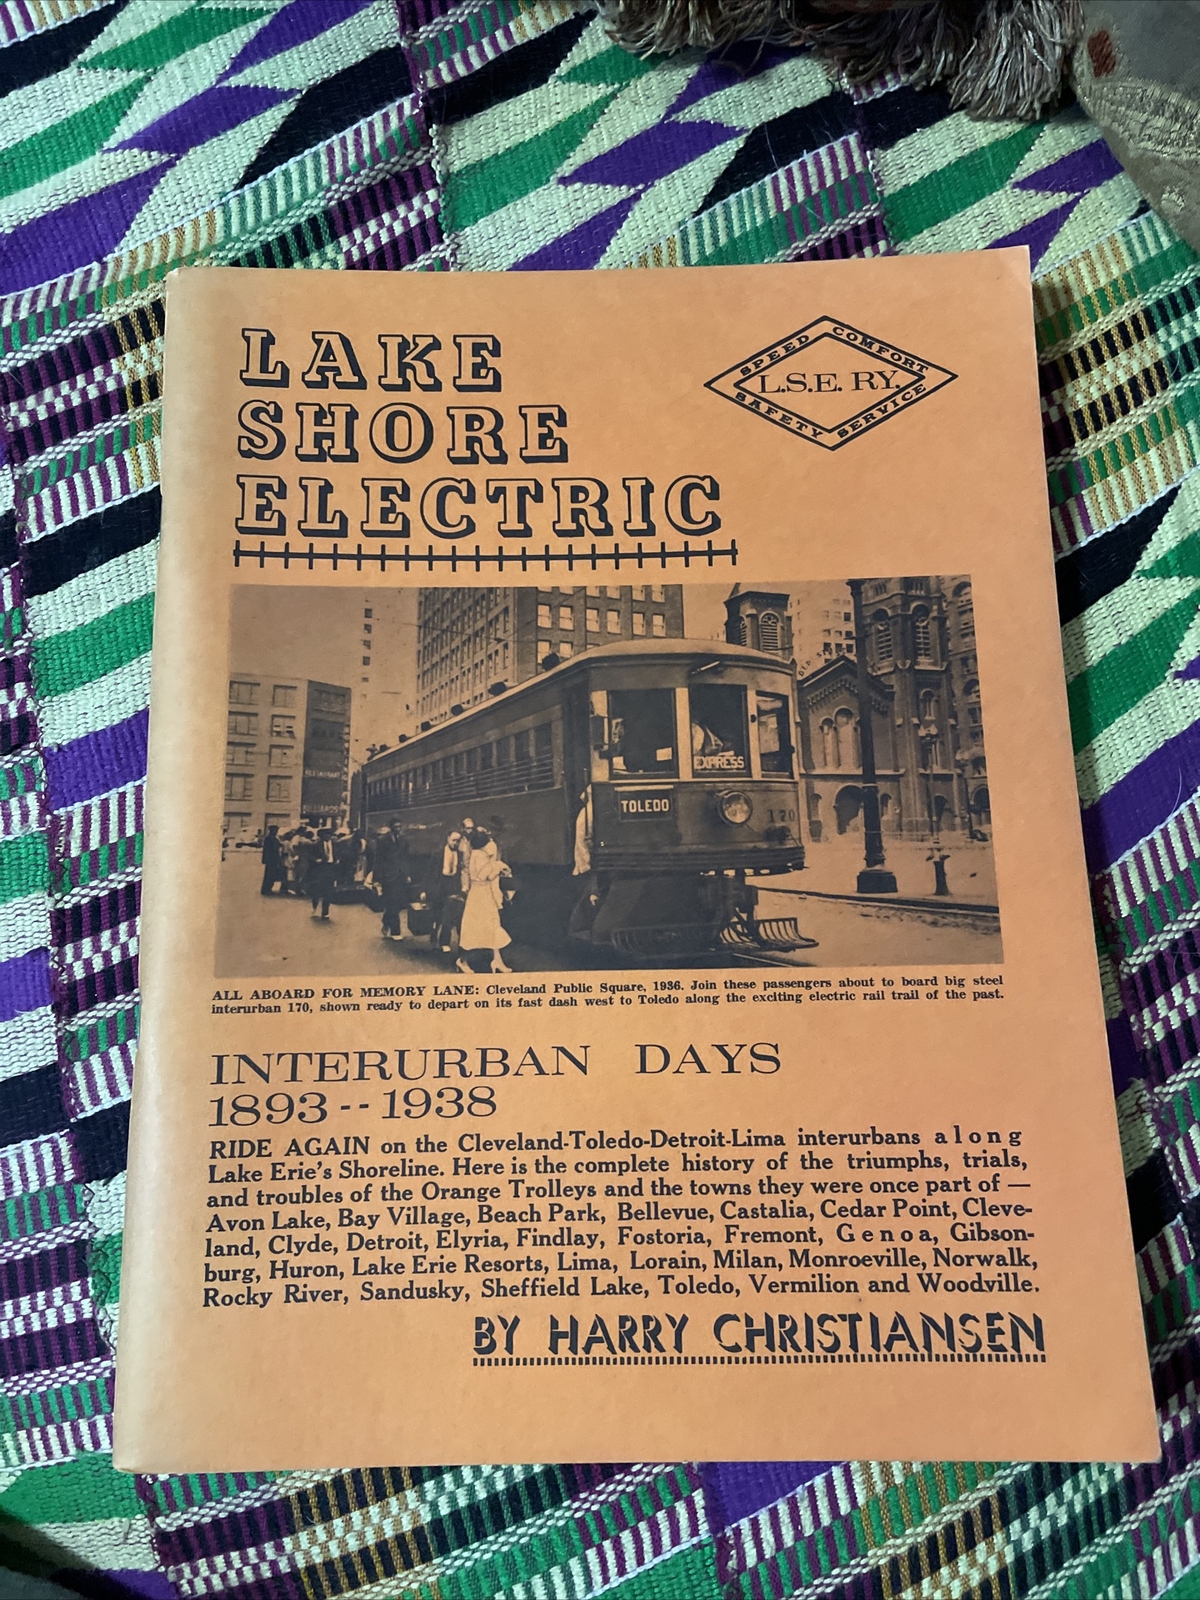 LAKE
SHORE
ELECTRIC
SPEED COMFORT
L.S.E. RY.
SAFETY SERVICE
EXPRESS
TOLEDO
170
RESTAURANT
BILLIARDS
ALL ABOARD FOR MEMORY LANE: Cleveland Public Square, 1936. Join these passengers about to board big steel
interurban 170, shown ready to depart on its fast dash west to Toledo along the exciting electric rail trail of the past.
INTERURBAN DAYS
1893--1938
RIDE AGAIN on the Cleveland-Toledo-Detroit-Lima interurbans along
Lake Erie's Shoreline. Here is the complete history of the triumphs, trials,
and troubles of the Orange Trolleys and the towns they were once part of —
Avon Lake, Bay Village, Beach Park, Bellevue, Castalia, Cedar Point, Cleve-
land, Clyde, Detroit, Elyria, Findlay, Fostoria, Fremont, Genoa, Gibson-
burg, Huron, Lake Erie Resorts, Lima, Lorain, Milan, Monroeville, Norwalk,
Rocky River, Sandusky, Sheffield Lake, Toledo, Vermilion and Woodville.
BY HARRY CHRISTIANSEN